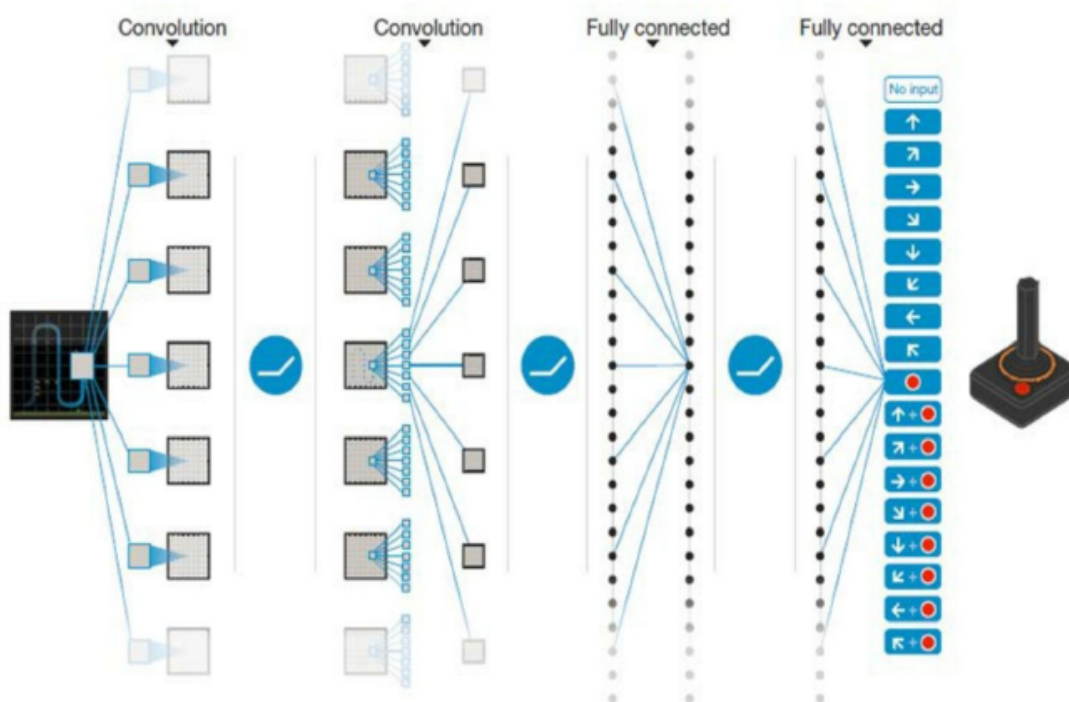 Convolution
Convolution
Fully connected
Fully connected
No input
+
+
+
+
+
+
+
+